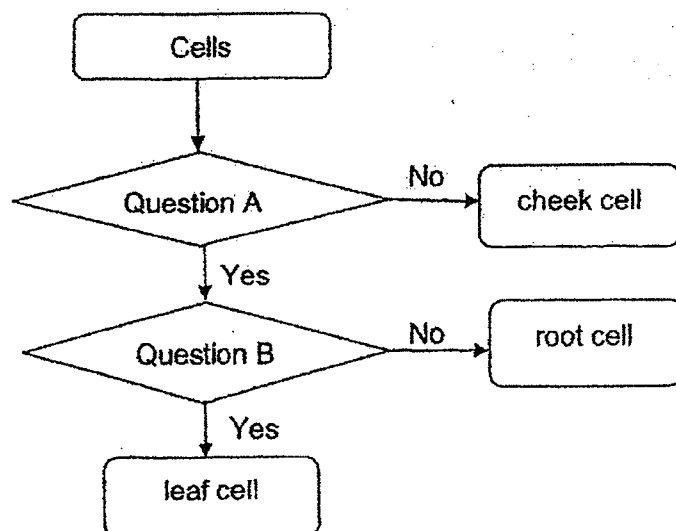 Cells
Question A
No
cheek cell
Yes
Question B
No
root cell
Yes
leaf cell